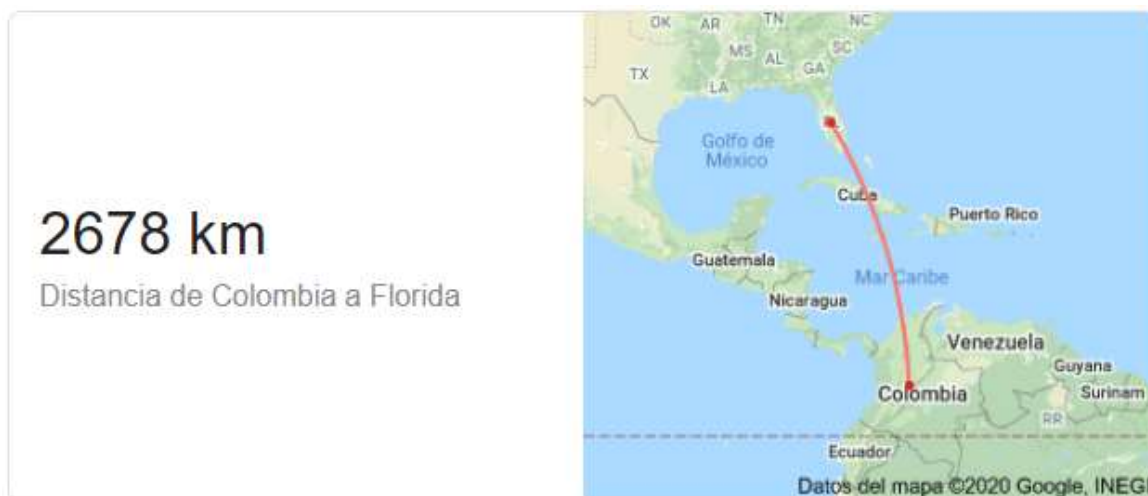 2678 km
Distancia de Colombia a Florida
OK
AR
TN
NC
MS
AL
SC
GA
TX
LA
Golfo de
México
Cuba
Puerto Rico
Guatemala
Mar Caribe
Nicaragua
Venezuela
Guyana
Colombia
Surinam
RR
Ecuador
Datos del mapa ©2020 Google, INEG